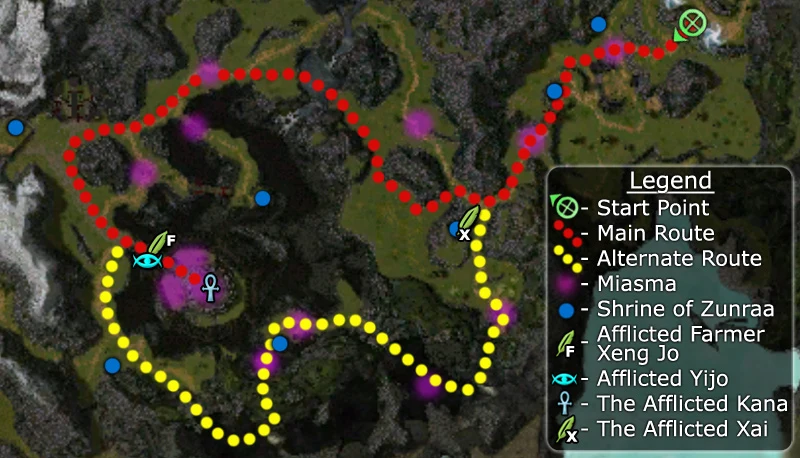 F
X
Legend
- Start Point
- Main Route
- Alternate Route
- Miasma
- Shrine of Zunraa
- Afflicted Farmer
Xeng Jo
F
- Afflicted Yijo
- The Afflicted Kana
- The Afflicted Xai
X